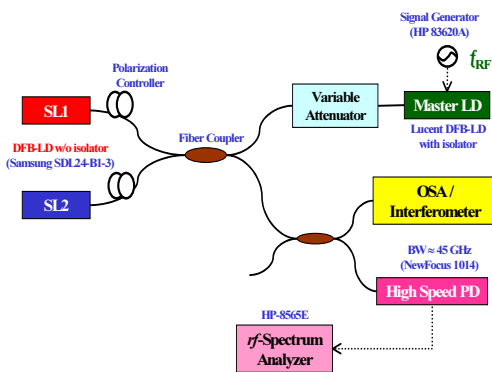 Signal Generator
(HP 83620A)
fRF
Polarization
Controller
Variable
Attenuator
Master LD
SL1
Lucent DFB-LD
with isolator
Fiber Coupler
DFB-LD w/o isolator
(Samsung SDL24-B1-3)
SL2
OSA /
Interferometer
BW ≈ 45 GHz
(NewFocus 1014)
High Speed PD
HP-8565E
rf-Spectrum
Analyzer